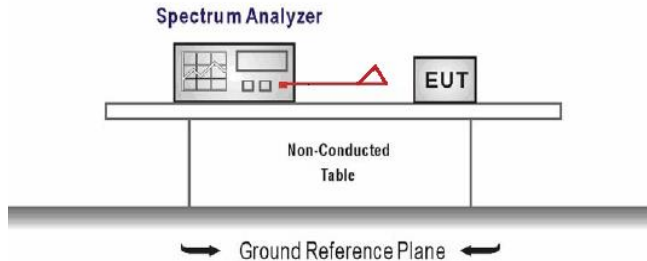 Spectrum Analyzer
EUT
Non-Conducted
Table
Ground Reference Plane